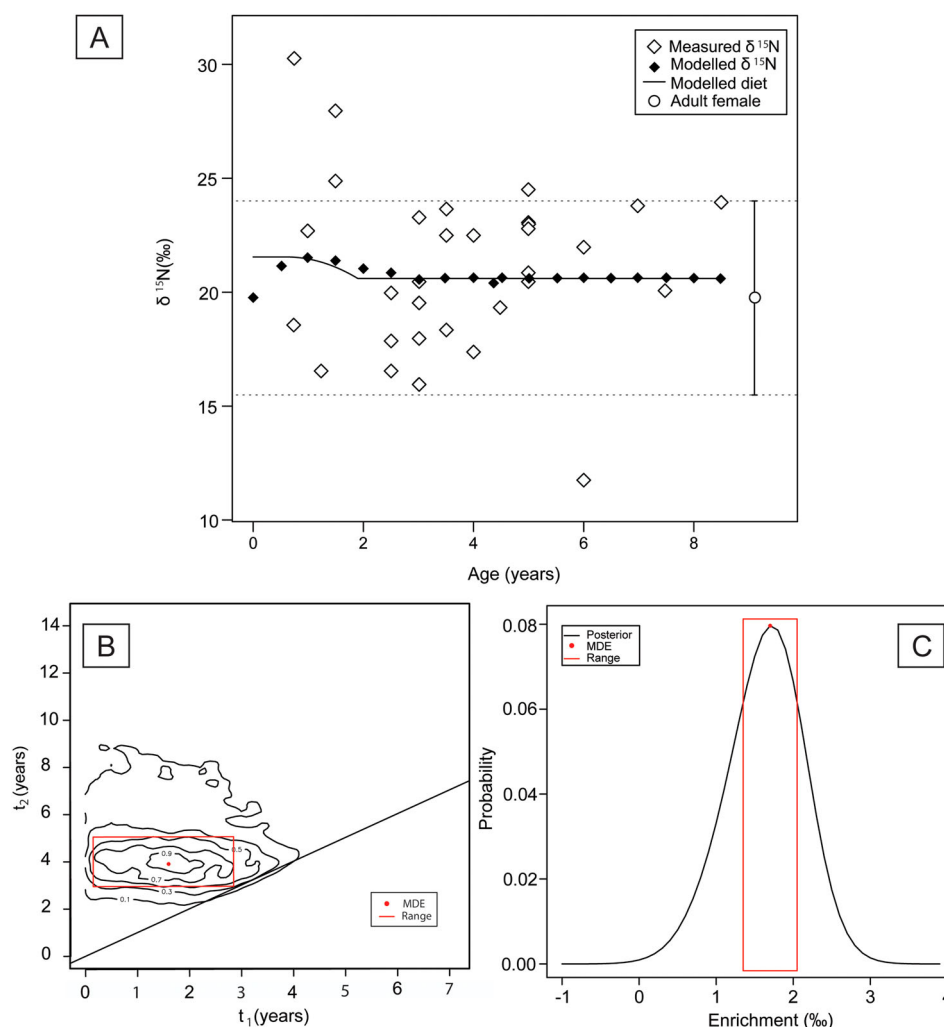 A
Measured δ ¹⁵N
Modelled δ ¹⁵N
Modelled diet
Adult female
30
25
20
15
10
δ ¹⁵N(‰)
0 2 4 6 8
Age (years)
B
14
12
10
8
6
4
2
0
t₂(years)
0.9
0.5
0.7
0.3
0.1
MDE
Range
0 1 2 3 4 5 6 7
t₁(years)
C
Posterior
MDE
Range
0.08
0.06
0.04
0.02
0.00
Probability
-1 0 1 2 3 4
Enrichment (‰)